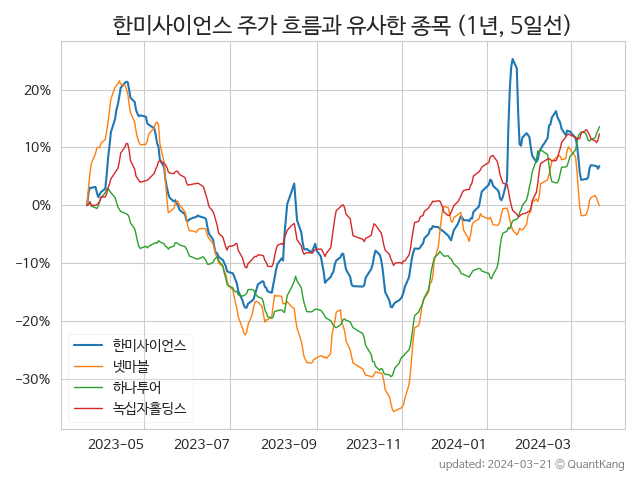 한미사이언스 주가 흐름과 유사한 종목 (1년, 5일선)
20%
10%
0%
−10%
−20%
−30%
한미사이언스
넷마블
하나투어
녹십자홀딩스
2023-05 2023-07 2023-09 2023-11 2024-01 2024-03
updated: 2024-03-21 © QuantKang